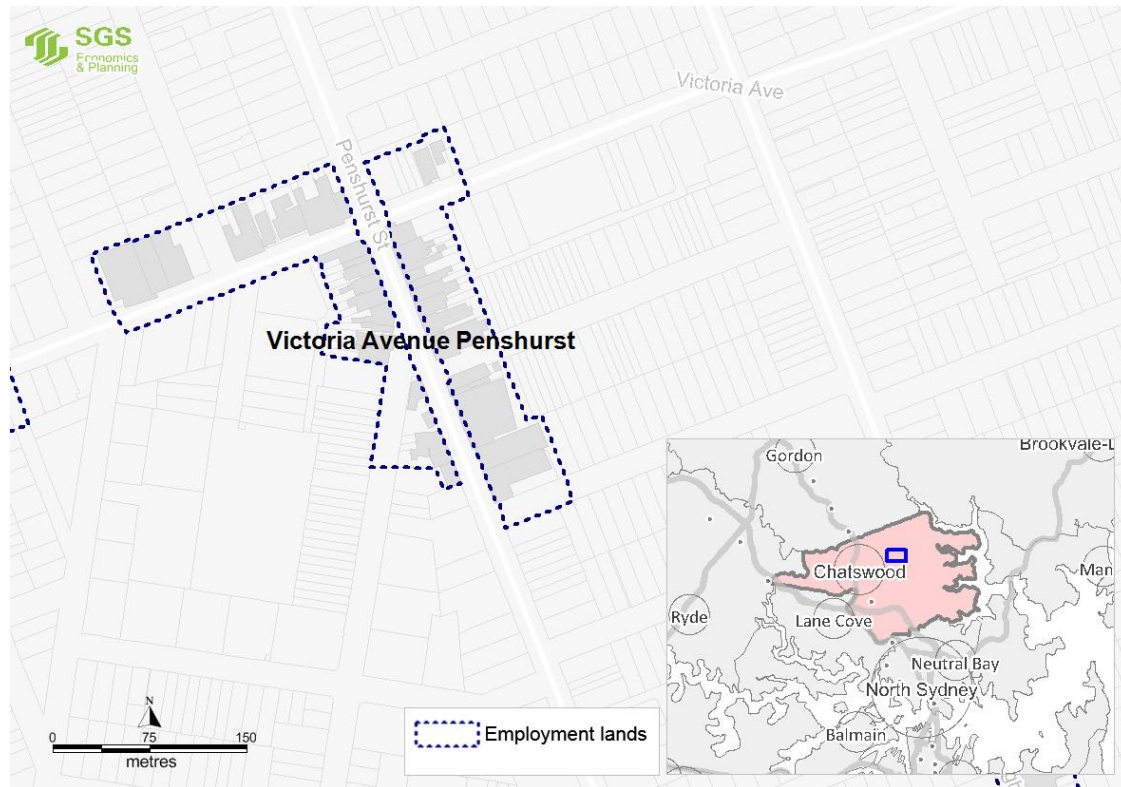 SGS
Economics
& Planning
Victoria Ave
Penshurst St
Victoria Avenue Penshurst
N
0 75 150
metres
Employment lands
Gordon
Brookvale-D
Chatswood
Man
Ryde
Lane Cove
Neutral Bay
North Sydney
Balmain